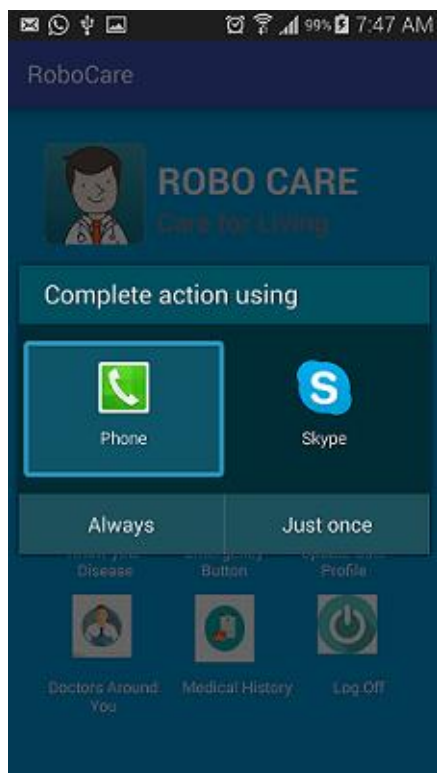 99% 7:47 AM
RoboCare
ROBO CARE
Care for Living
Complete action using
Phone
Skype
Always
Just once
Disease
Button
Profile
Doctors Around
You
Medical History
Log Off